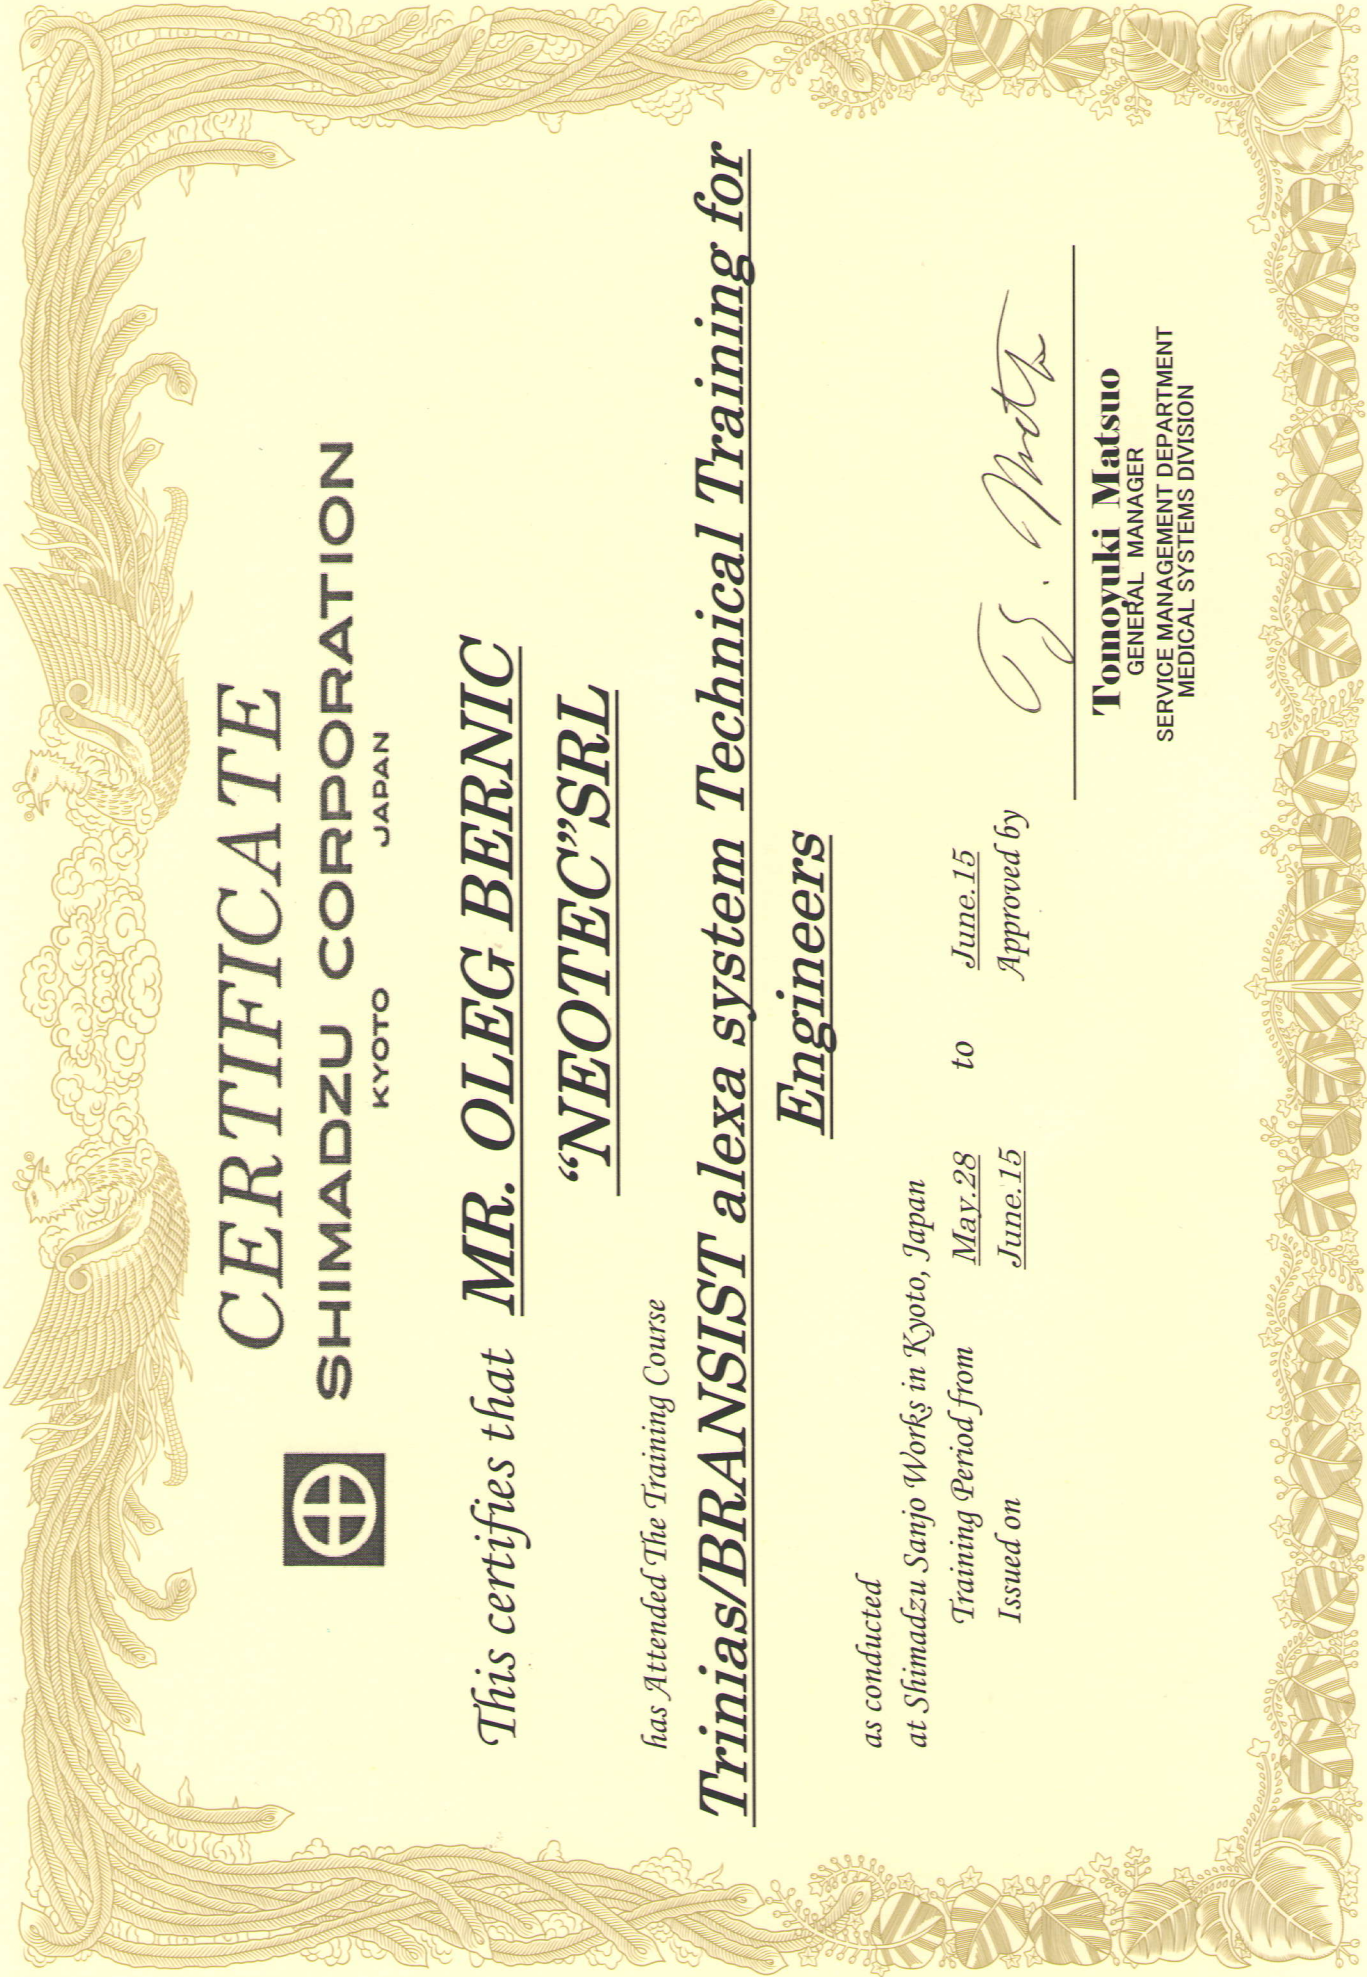 CERTIFICATE
SHIMADZU CORPORATION
KYOTO JAPAN
This certifies that MR. OLEG BERNIC
“NEOTEC”SRL
has Attended The Training Course
Trinias/BRANSIST alexa system Technical Training for
Engineers
as conducted
at Shimadzu Sanjo Works in Kyoto, Japan
Training Period from May.28 to June.15
Issued on June.15 Approved by
Tomoyuki Matsuo
GENERAL MANAGER
SERVICE MANAGEMENT DEPARTMENT
MEDICAL SYSTEMS DIVISION